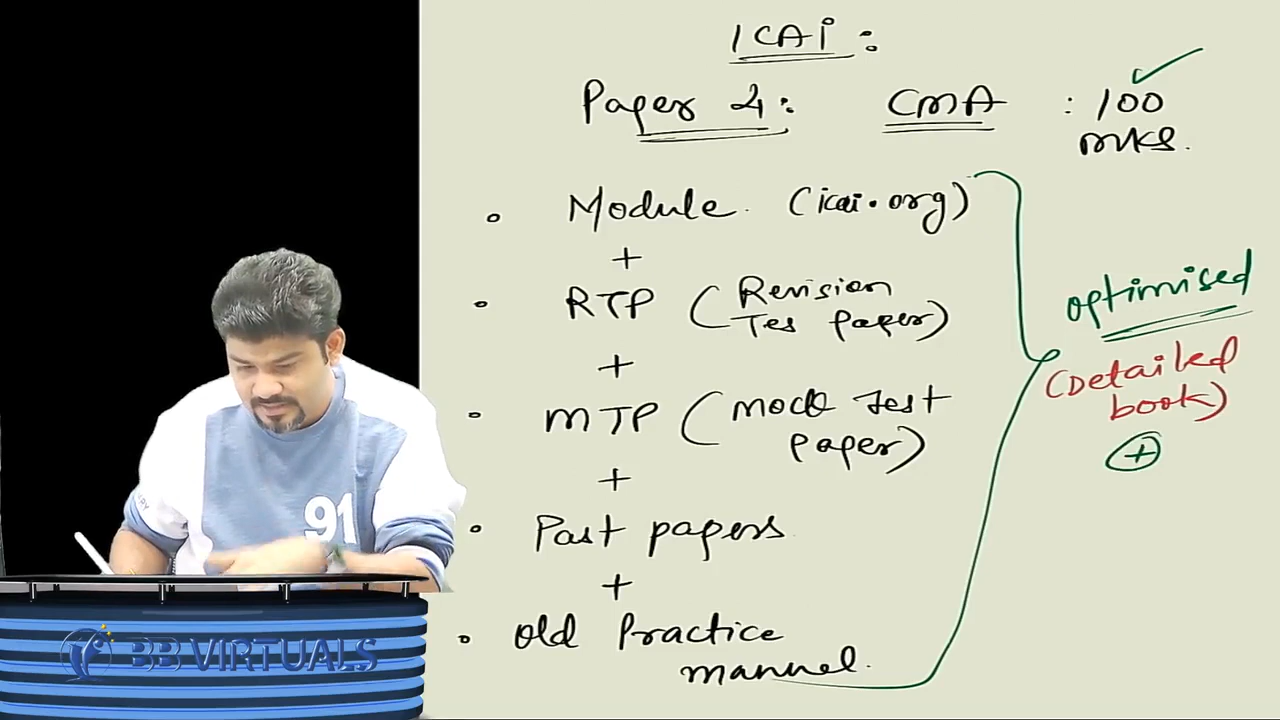 ICAI :
Paper 4: CMA : 100
mks.
• Module. (icai.org)
+
• RTP (Revision
Tes paper)
+
• MTP (mock Test
paper)
+
• Past papers
+
• Old Practice
mannel.
optimised
(Detailed
book)
+
91
BB VIRTUALS